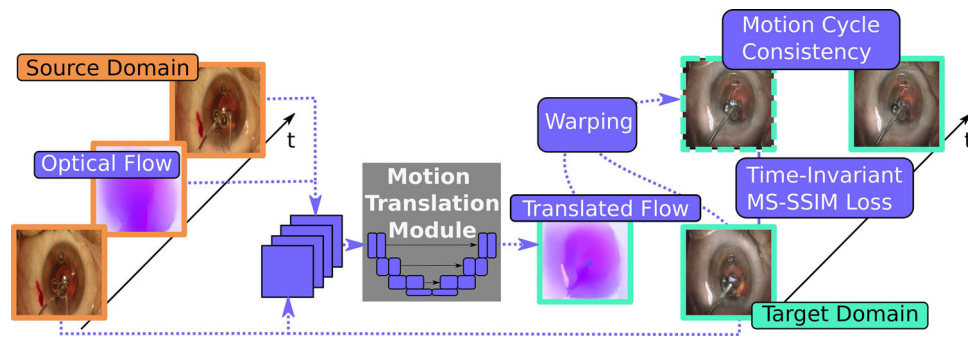 Source Domain
t
Optical Flow
Motion
Translation
Module
Translated Flow
Warping
Motion Cycle
Consistency
t
Time-Invariant
MS-SSIM Loss
Target Domain